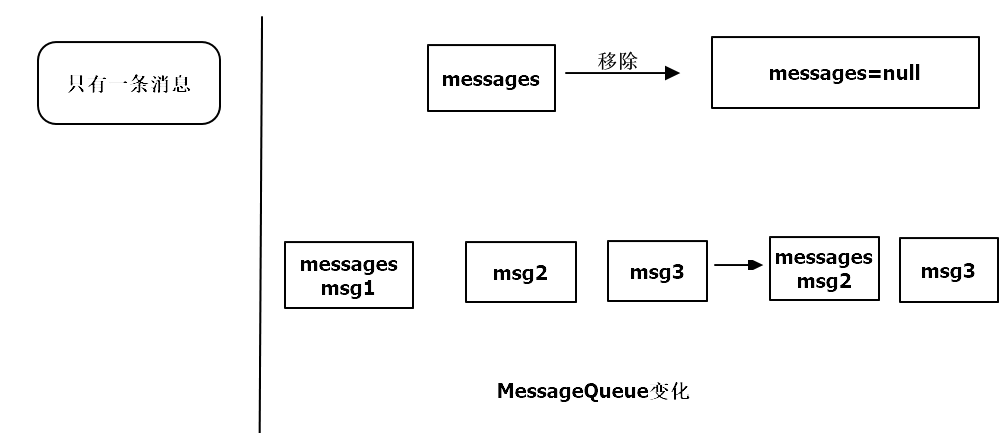 只有一条消息
messages
移除
messages=null
messages
msg1
msg2
msg3
messages
msg2
msg3
MessageQueue变化